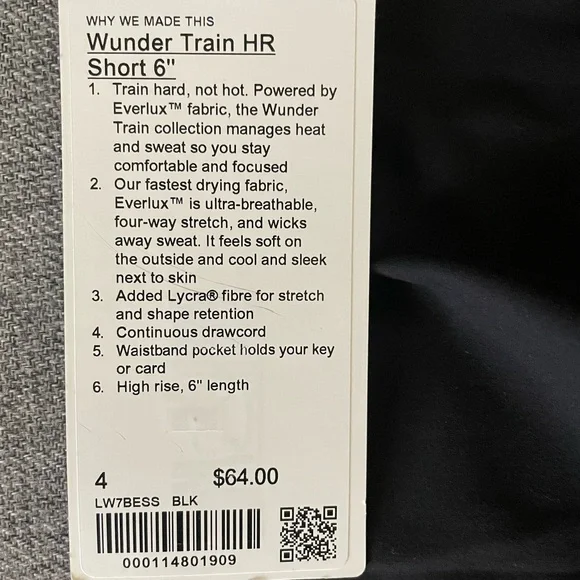 WHY WE MADE THIS
Wunder Train HR
Short 6"
1. Train hard, not hot. Powered by
Everlux™ fabric, the Wunder
Train collection manages heat
and sweat so you stay
comfortable and focused
2. Our fastest drying fabric,
Everlux™ is ultra-breathable,
four-way stretch, and wicks
away sweat. It feels soft on
the outside and cool and sleek
next to skin
3. Added Lycra® fibre for stretch
and shape retention
4. Continuous drawcord
5. Waistband pocket holds your key
or card
6. High rise, 6" length
4 $64.00
LW7BESS BLK
000114801909